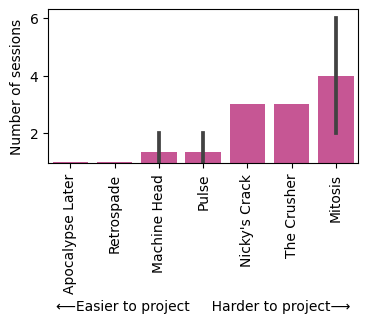 Number of sessions
6
4
2
Apocalypse Later
Retrospade
Machine Head
Pulse
Nicky's Crack
The Crusher
Mitosis
⟵Easier to project Harder to project⟶